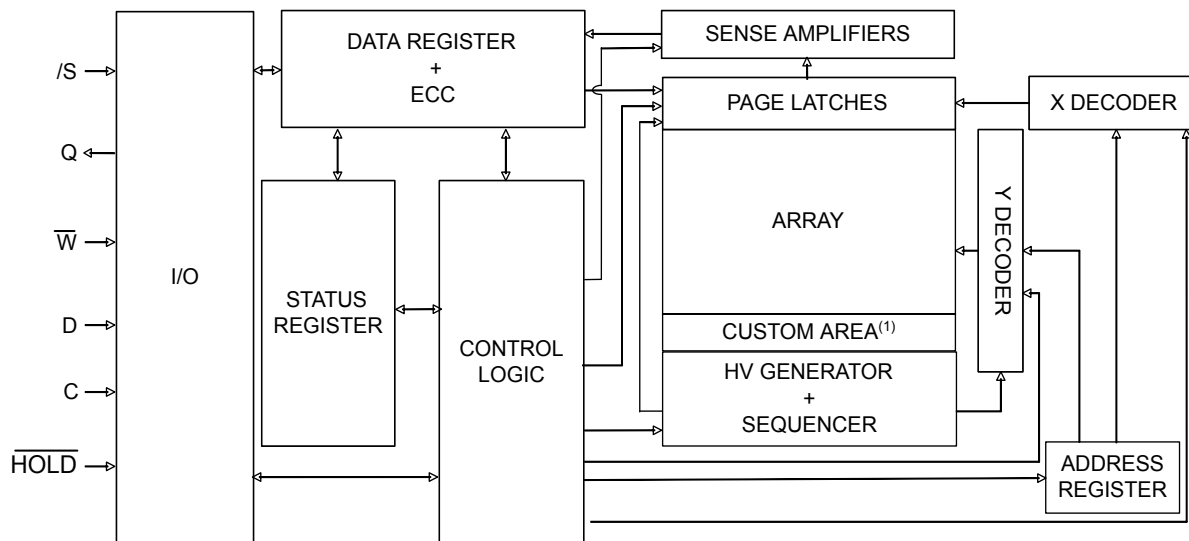 /S
Q
W
D
C
HOLD
I/O
DATA REGISTER
+
ECC
STATUS
REGISTER
CONTROL
LOGIC
SENSE AMPLIFIERS
PAGE LATCHES
ARRAY
CUSTOM AREA(1)
HV GENERATOR
+
SEQUENCER
X DECODER
Y DECODER
ADDRESS
REGISTER